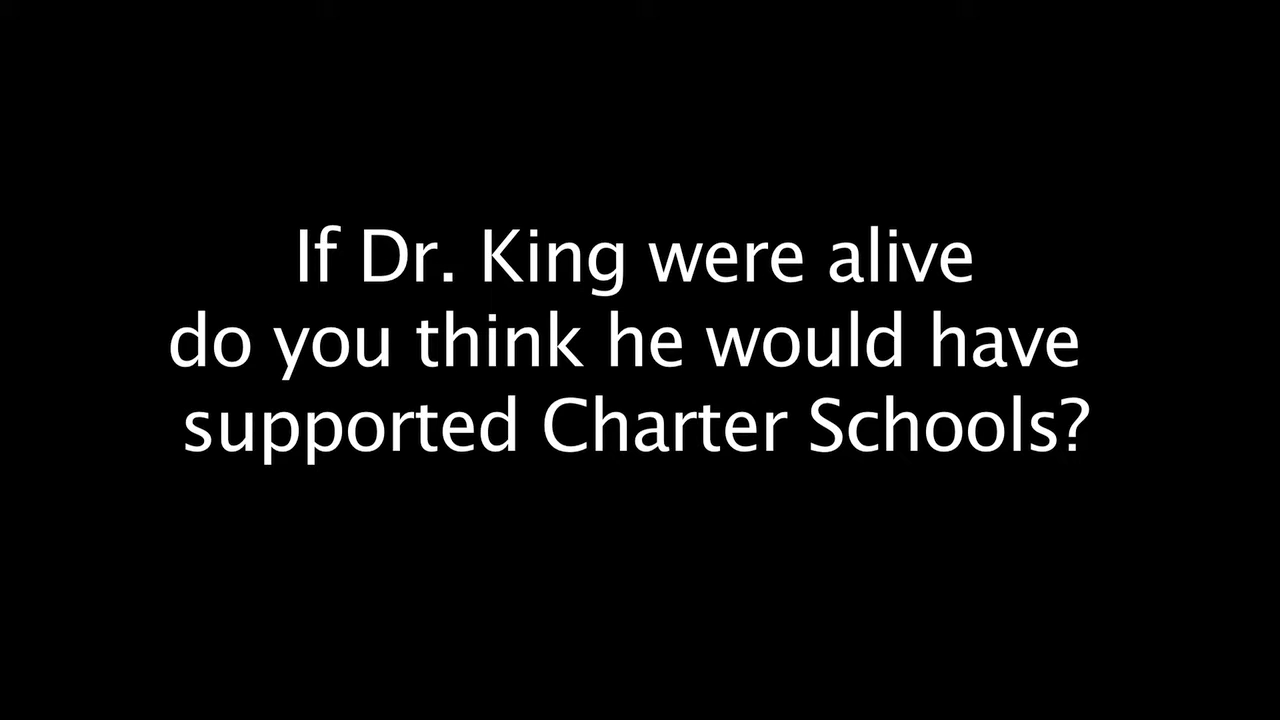 If Dr. King were alive
do you think he would have
supported Charter Schools?